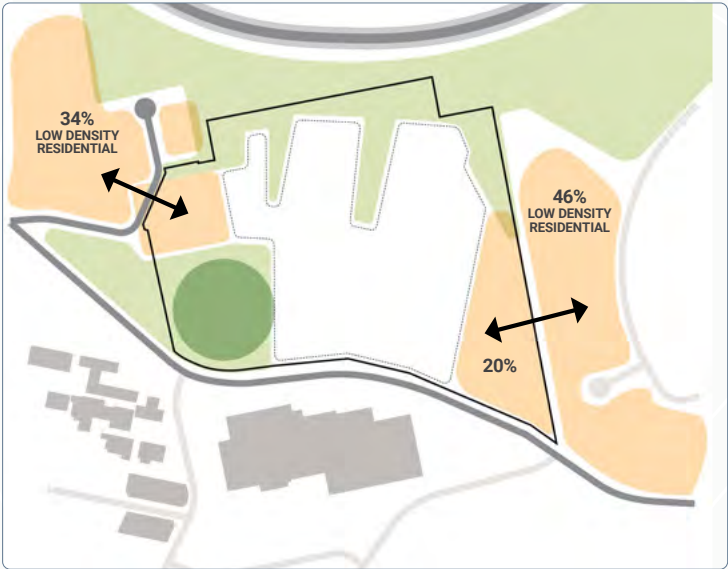 34%
LOW DENSITY
RESIDENTIAL
46%
LOW DENSITY
RESIDENTIAL
20%